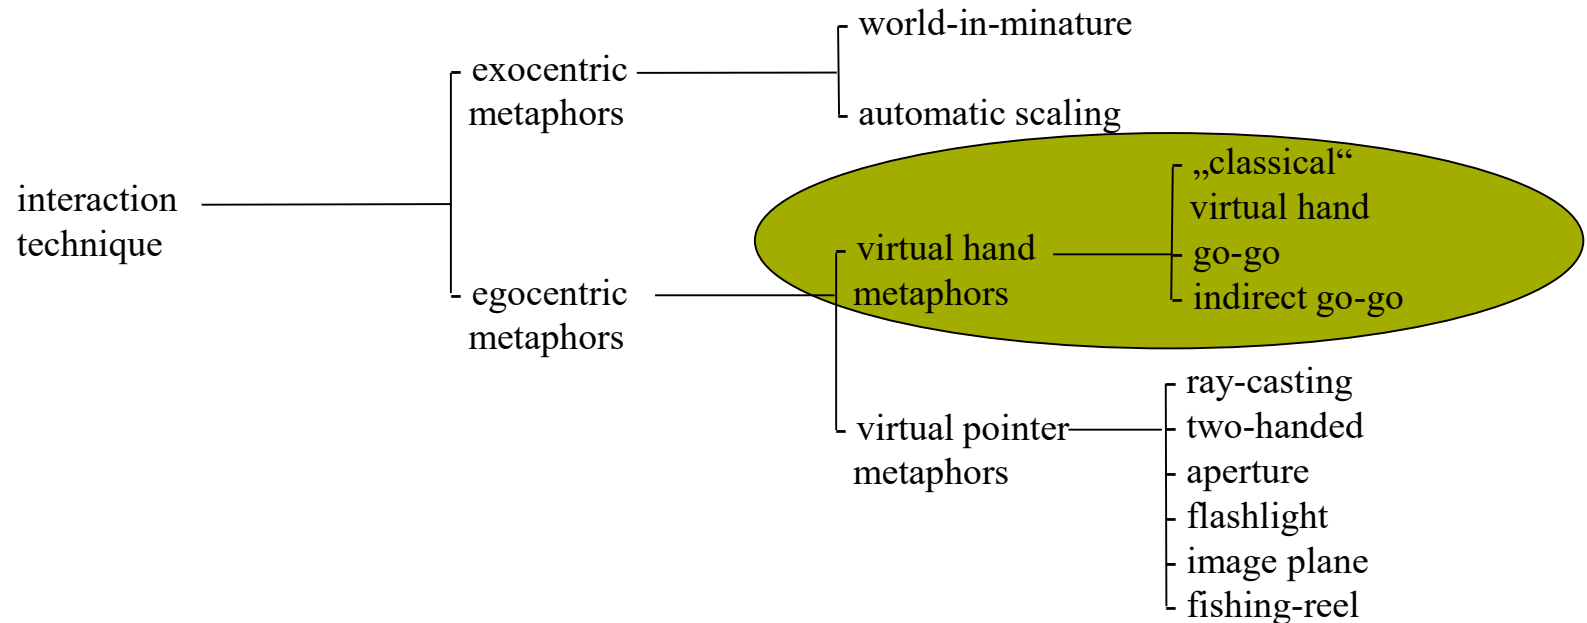 interaction
technique
- exocentric
metaphors
- world-in-minature
- automatic scaling
- egocentric
metaphors
- virtual hand
metaphors
- „classical“
virtual hand
- go-go
- indirect go-go
- virtual pointer
metaphors
- ray-casting
- two-handed
- aperture
- flashlight
- image plane
- fishing-reel